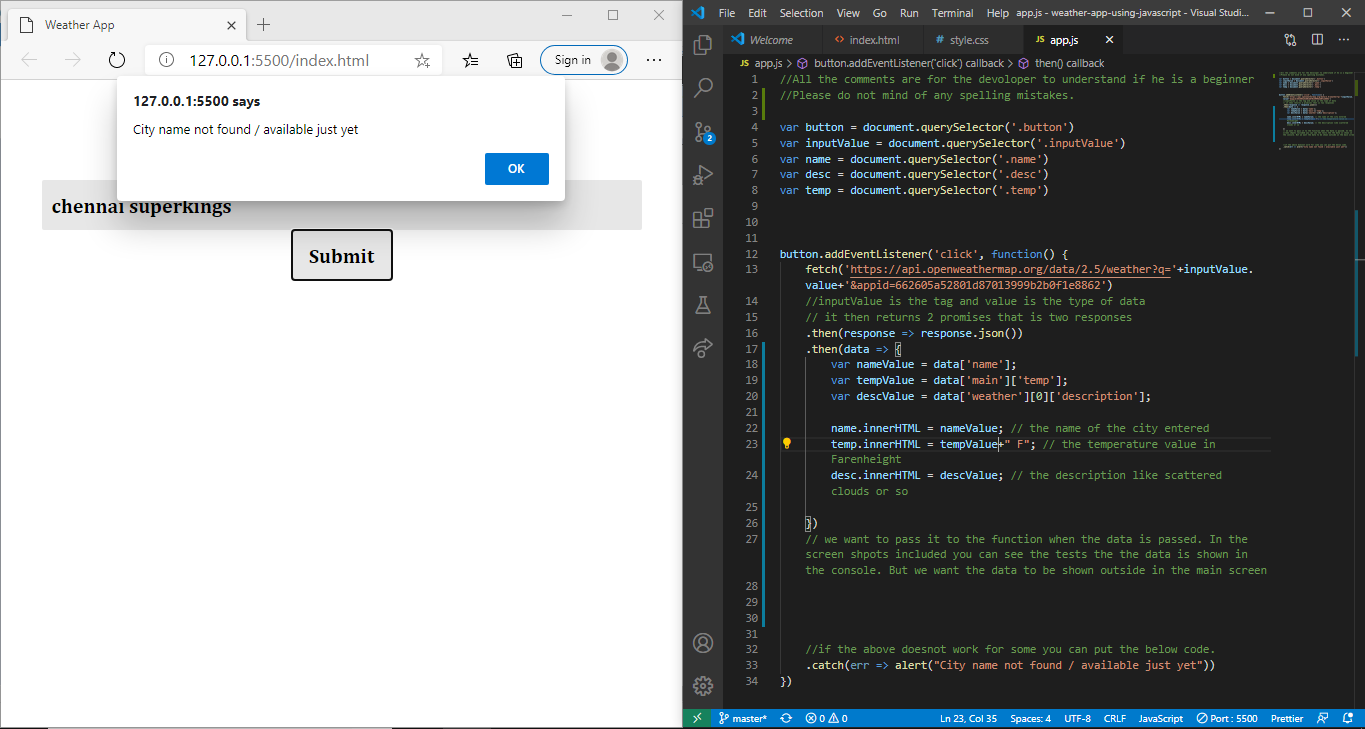 Weather App
127.0.0.1:5500/index.html
Sign in
127.0.0.1:5500 says
City name not found / available just yet
OK
chennai superkings
Submit
File Edit Selection View Go Run Terminal Help app.js - weather-app-using-javascript - Visual Studi...
Welcome
index.html
style.css
JS app.js
JS app.js > button.addEventListener('click') callback > then() callback
1 //All the comments are for the devoloper to understand if he is a beginner
2 //Please do not mind of any spelling mistakes.
3
4 var button = document.querySelector('.button')
5 var inputValue = document.querySelector('.inputValue')
6 var name = document.querySelector('.name')
7 var desc = document.querySelector('.desc')
8 var temp = document.querySelector('.temp')
9
10
11
12 button.addEventListener('click', function() {
13 fetch('https://api.openweathermap.org/data/2.5/weather?q='+inputValue.
value+'&appid=662605a52801d87013999b2b0f1e8862')
14 //inputValue is the tag and value is the type of data
15 // it then returns 2 promises that is two responses
16 .then(response => response.json())
17 .then(data => {
18 var nameValue = data['name'];
19 var tempValue = data['main']['temp'];
20 var descValue = data['weather'][0]['description'];
21
22 name.innerHTML = nameValue; // the name of the city entered
23 temp.innerHTML = tempValue+" F"; // the temperature value in
Farenheight
24 desc.innerHTML = descValue; // the description like scattered
clouds or so
25
26 })
27 // we want to pass it to the function when the data is passed. In the
screen shpots included you can see the tests the the data is shown in
the console. But we want the data to be shown outside in the main screen
28
29
30
31
32 //if the above doesnot work for some you can put the below code.
33 .catch(err => alert("City name not found / available just yet"))
34 })
2
master* 0 0 Ln 23, Col 35 Spaces: 4 UTF-8 CRLF JavaScript Port : 5500 Prettier